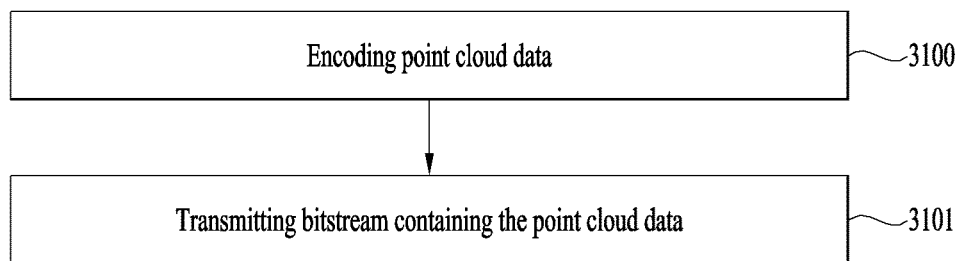 Encoding point cloud data
3100
Transmitting bitstream containing the point cloud data
3101